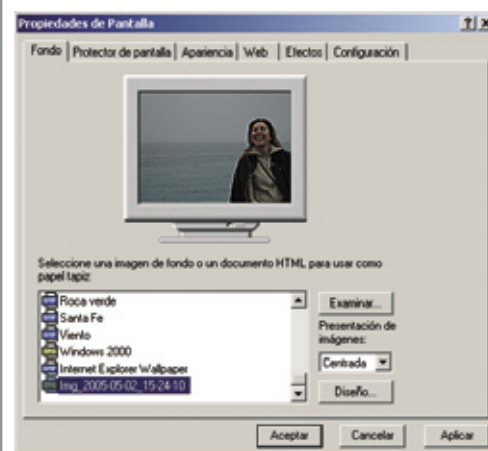 Propiedades de Pantalla
Fondo Protector de pantalla Apariencia Web Efectos Configuración
Seleccione una imagen de fondo o un documento HTML para usar como
papel tapiz:
Roca verde
Santa Fe
Viento
Windows 2000
Internet Explorer Wallpaper
Img_2005-05-02_15-24-10
Examinar...
Presentación de
imágenes:
Centrada
Diseño...
Aceptar Cancelar Aplicar